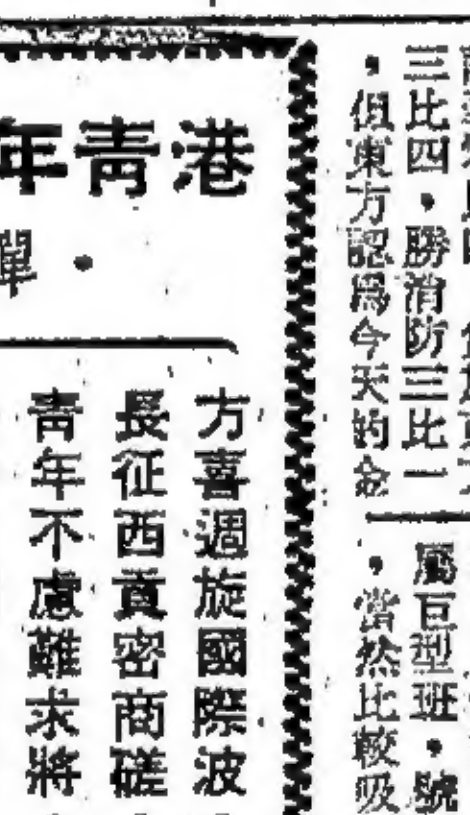 三比四・勝消防三比一
・但東方認爲今天的
屬巨型班・號
・當然比較吸
港青年
・單
方喜週旋國際波
長征西貢密商磋
青年不慮難求將